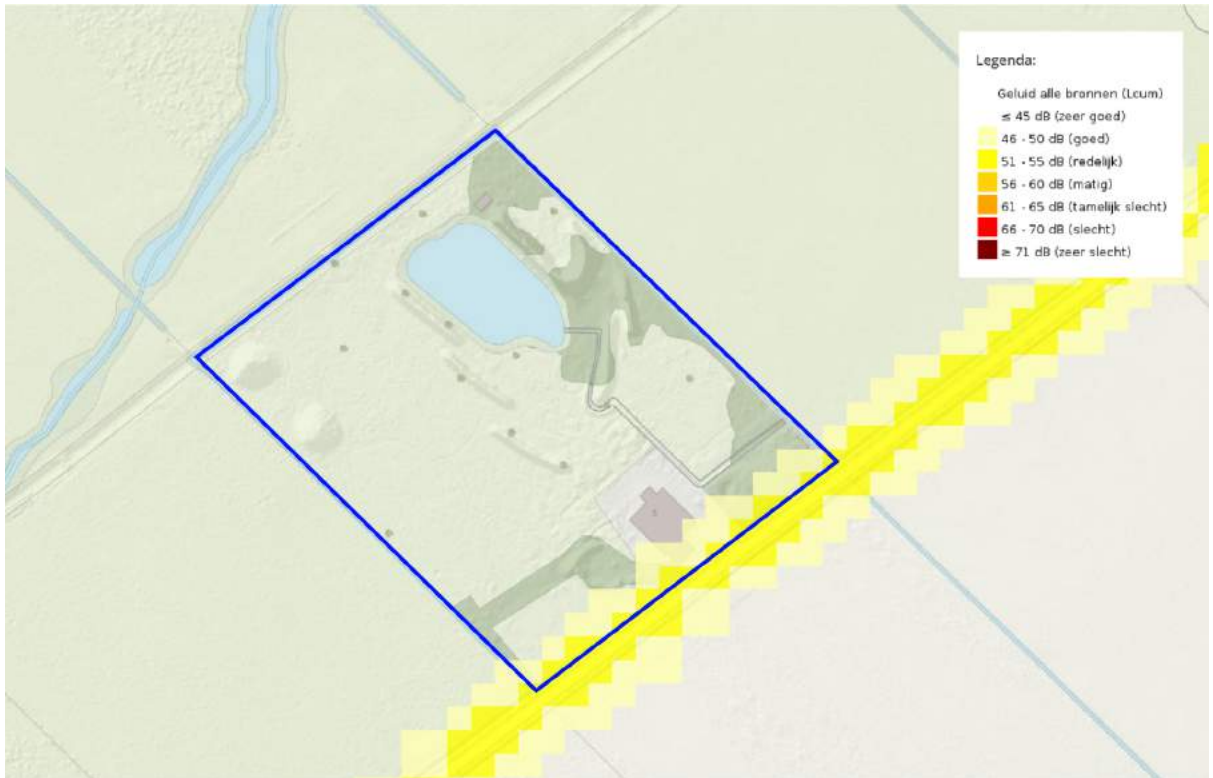 Legenda:
Geluid alle bronnen (Lcum)
≤ 45 dB (zeer goed)
46 - 50 dB (goed)
51 - 55 dB (redelijk)
56 - 60 dB (matig)
61 - 65 dB (tamelijk slecht)
66 - 70 dB (slecht)
≥ 71 dB (zeer slecht)